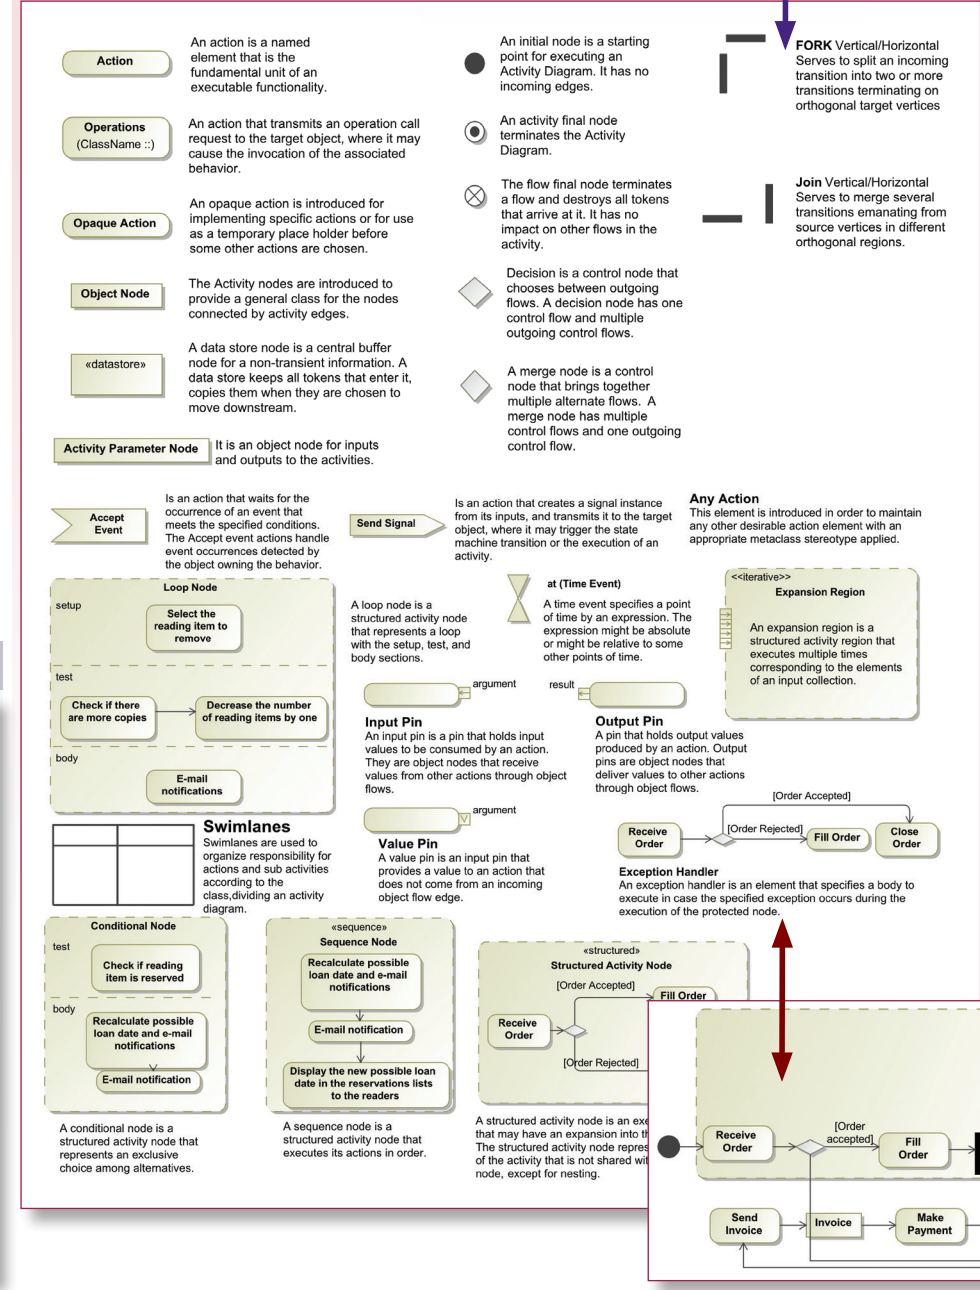 Action
An action is a named
element that is the
fundamental unit of an
executable functionality.
Operations
(ClassName ::)
An action that transmits an operation call
request to the target object, where it may
cause the invocation of the associated
behavior.
Opaque Action
An opaque action is introduced for
implementing specific actions or for use
as a temporary place holder before
some other actions are chosen.
Object Node
The Activity nodes are introduced to
provide a general class for the nodes
connected by activity edges.
«datastore»
A data store node is a central buffer
node for a non-transient information. A
data store keeps all tokens that enter it,
copies them when they are chosen to
move downstream.
Activity Parameter Node
It is an object node for inputs
and outputs to the activities.
An initial node is a starting
point for executing an
Activity Diagram. It has no
incoming edges.
An activity final node
terminates the Activity
Diagram.
The flow final node terminates
a flow and destroys all tokens
that arrive at it. It has no
impact on other flows in the
activity.
Decision is a control node that
chooses between outgoing
flows. A decision node has one
control flow and multiple
outgoing control flows.
A merge node is a control
node that brings together
multiple alternate flows. A
merge node has multiple
control flows and one outgoing
control flow.
FORK Vertical/Horizontal
Serves to split an incoming
transition into two or more
transitions terminating on
orthogonal target vertices
Join Vertical/Horizontal
Serves to merge several
transitions emanating from
source vertices in different
orthogonal regions.
Accept
Event
Is an action that waits for the
occurrence of an event that
meets the specified conditions.
The Accept event actions handle
event occurrences detected by
the object owning the behavior.
Send Signal
Is an action that creates a signal instance
from its inputs, and transmits it to the target
object, where it may trigger the state
machine transition or the execution of an
activity.
Any Action
This element is introduced in order to maintain
any other desirable action element with an
appropriate metaclass stereotype applied.
Loop Node
setup
Select the
reading item to
remove
test
Check if there
are more copies
Decrease the number
of reading items by one
body
E-mail
notifications
A loop node is a
structured activity node
that represents a loop
with the setup, test, and
body sections.
at (Time Event)
A time event specifies a point
of time by an expression. The
expression might be absolute
or might be relative to some
other points of time.
<<iterative>>
Expansion Region
An expansion region is a
structured activity region that
executes multiple times
corresponding to the elements
of an input collection.
argument
Input Pin
An input pin is a pin that holds input
values to be consumed by an action.
They are object nodes that receive
values from other actions through object
flows.
result
Output Pin
A pin that holds output values
produced by an action. Output
pins are object nodes that
deliver values to other actions
through object flows.
argument
Value Pin
A value pin is an input pin that
provides a value to an action that
does not come from an incoming
object flow edge.
[Order Accepted]
Receive
Order
[Order Rejected]
Fill Order
Close
Order
Exception Handler
An exception handler is an element that specifies a body to
execute in case the specified exception occurs during the
execution of the protected node.
Swimlanes
Swimlanes are used to
organize responsibility for
actions and sub activities
according to the
class,dividing an activity
diagram.
Conditional Node
test
Check if reading
item is reserved
body
Recalculate possible
loan date and e-mail
notifications
E-mail notification
A conditional node is a
structured activity node that
represents an exclusive
choice among alternatives.
«sequence»
Sequence Node
Recalculate possible
loan date and e-mail
notifications
E-mail notification
Display the new possible loan
date in the reservations lists
to the readers
A sequence node is a
structured activity node that
executes its actions in order.
«structured»
Structured Activity Node
[Order Accepted]
Fill Order
Receive
Order
[Order Rejected]
A structured activity node is an exe
that may have an expansion into th
The structured activity node repres
of the activity that is not shared wit
node, except for nesting.
Receive
Order
[Order
accepted]
Fill
Order
Send
Invoice
Invoice
Make
Payment